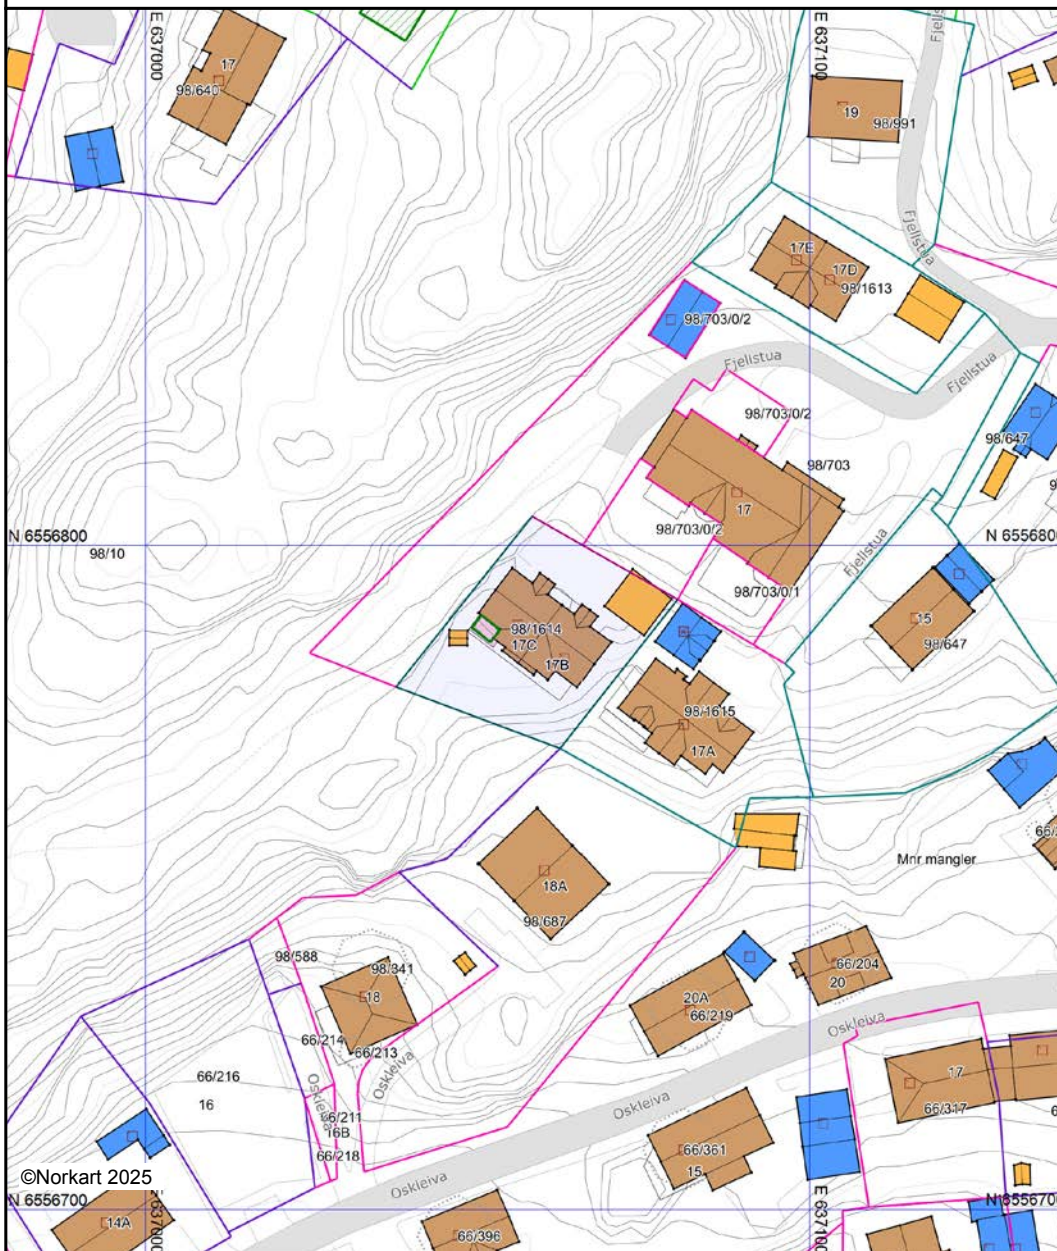 E 637000
E 637100
Fjells
17
98/640
19
98/991
Fjellstua
17E
17D
98/1613
98/703/0/2
Fjellstua
Fjellstua
98/703/0/2
98/647
98/703
17
98/703/0/2
N 6556800
N 6556800
98/10
Fjellstua
98/703/0/1
98/1614
17C
17B
15
98/647
98/1615
17A
66/
Mnr mangler
18A
98/687
98/588
98/341
18
66/204
20
20A
66/219
Oskleiva
66/214
66/213
Oskleiva
66/216
16
Oskleiva
66/211
16B
66/218
Oskleiva
17
66/317
66/361
15
Oskleiva
©Norkart 2025
N 6556700
N 6556700
14A
66/396
E 637000
E 637100